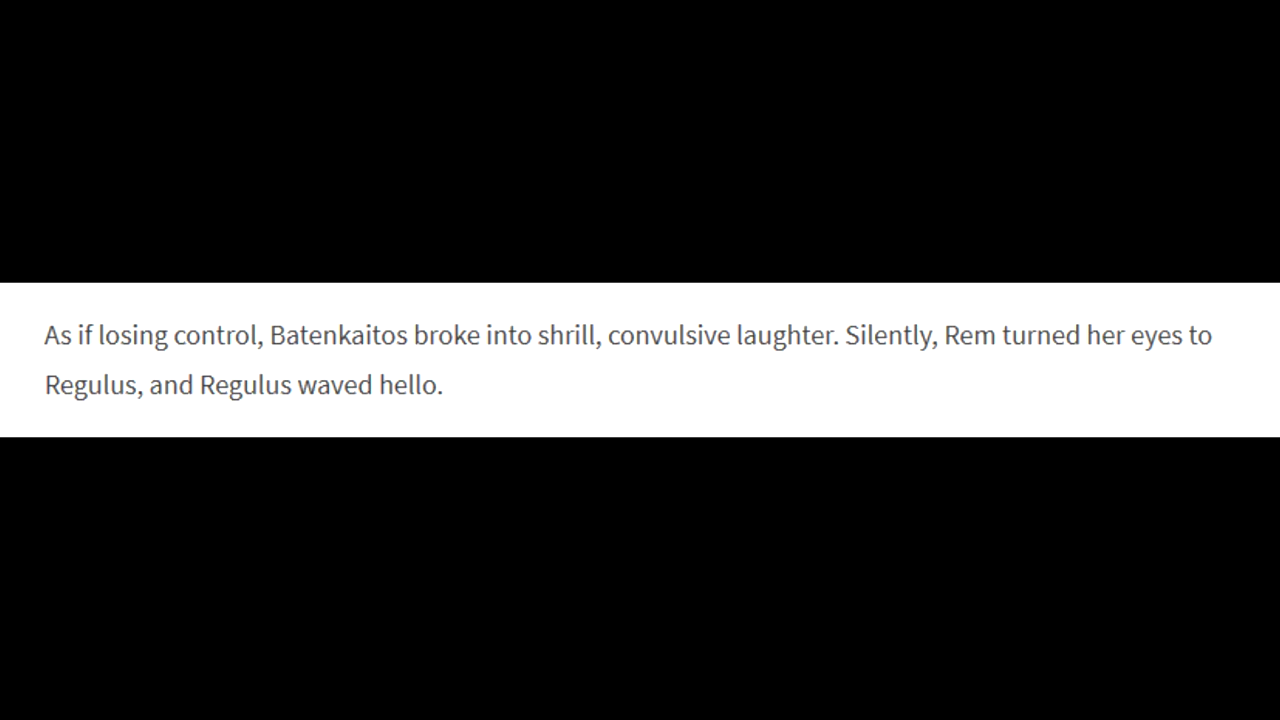 As if losing control, Batenkaitos broke into shrill, convulsive laughter. Silently, Rem turned her eyes to
Regulus, and Regulus waved hello.